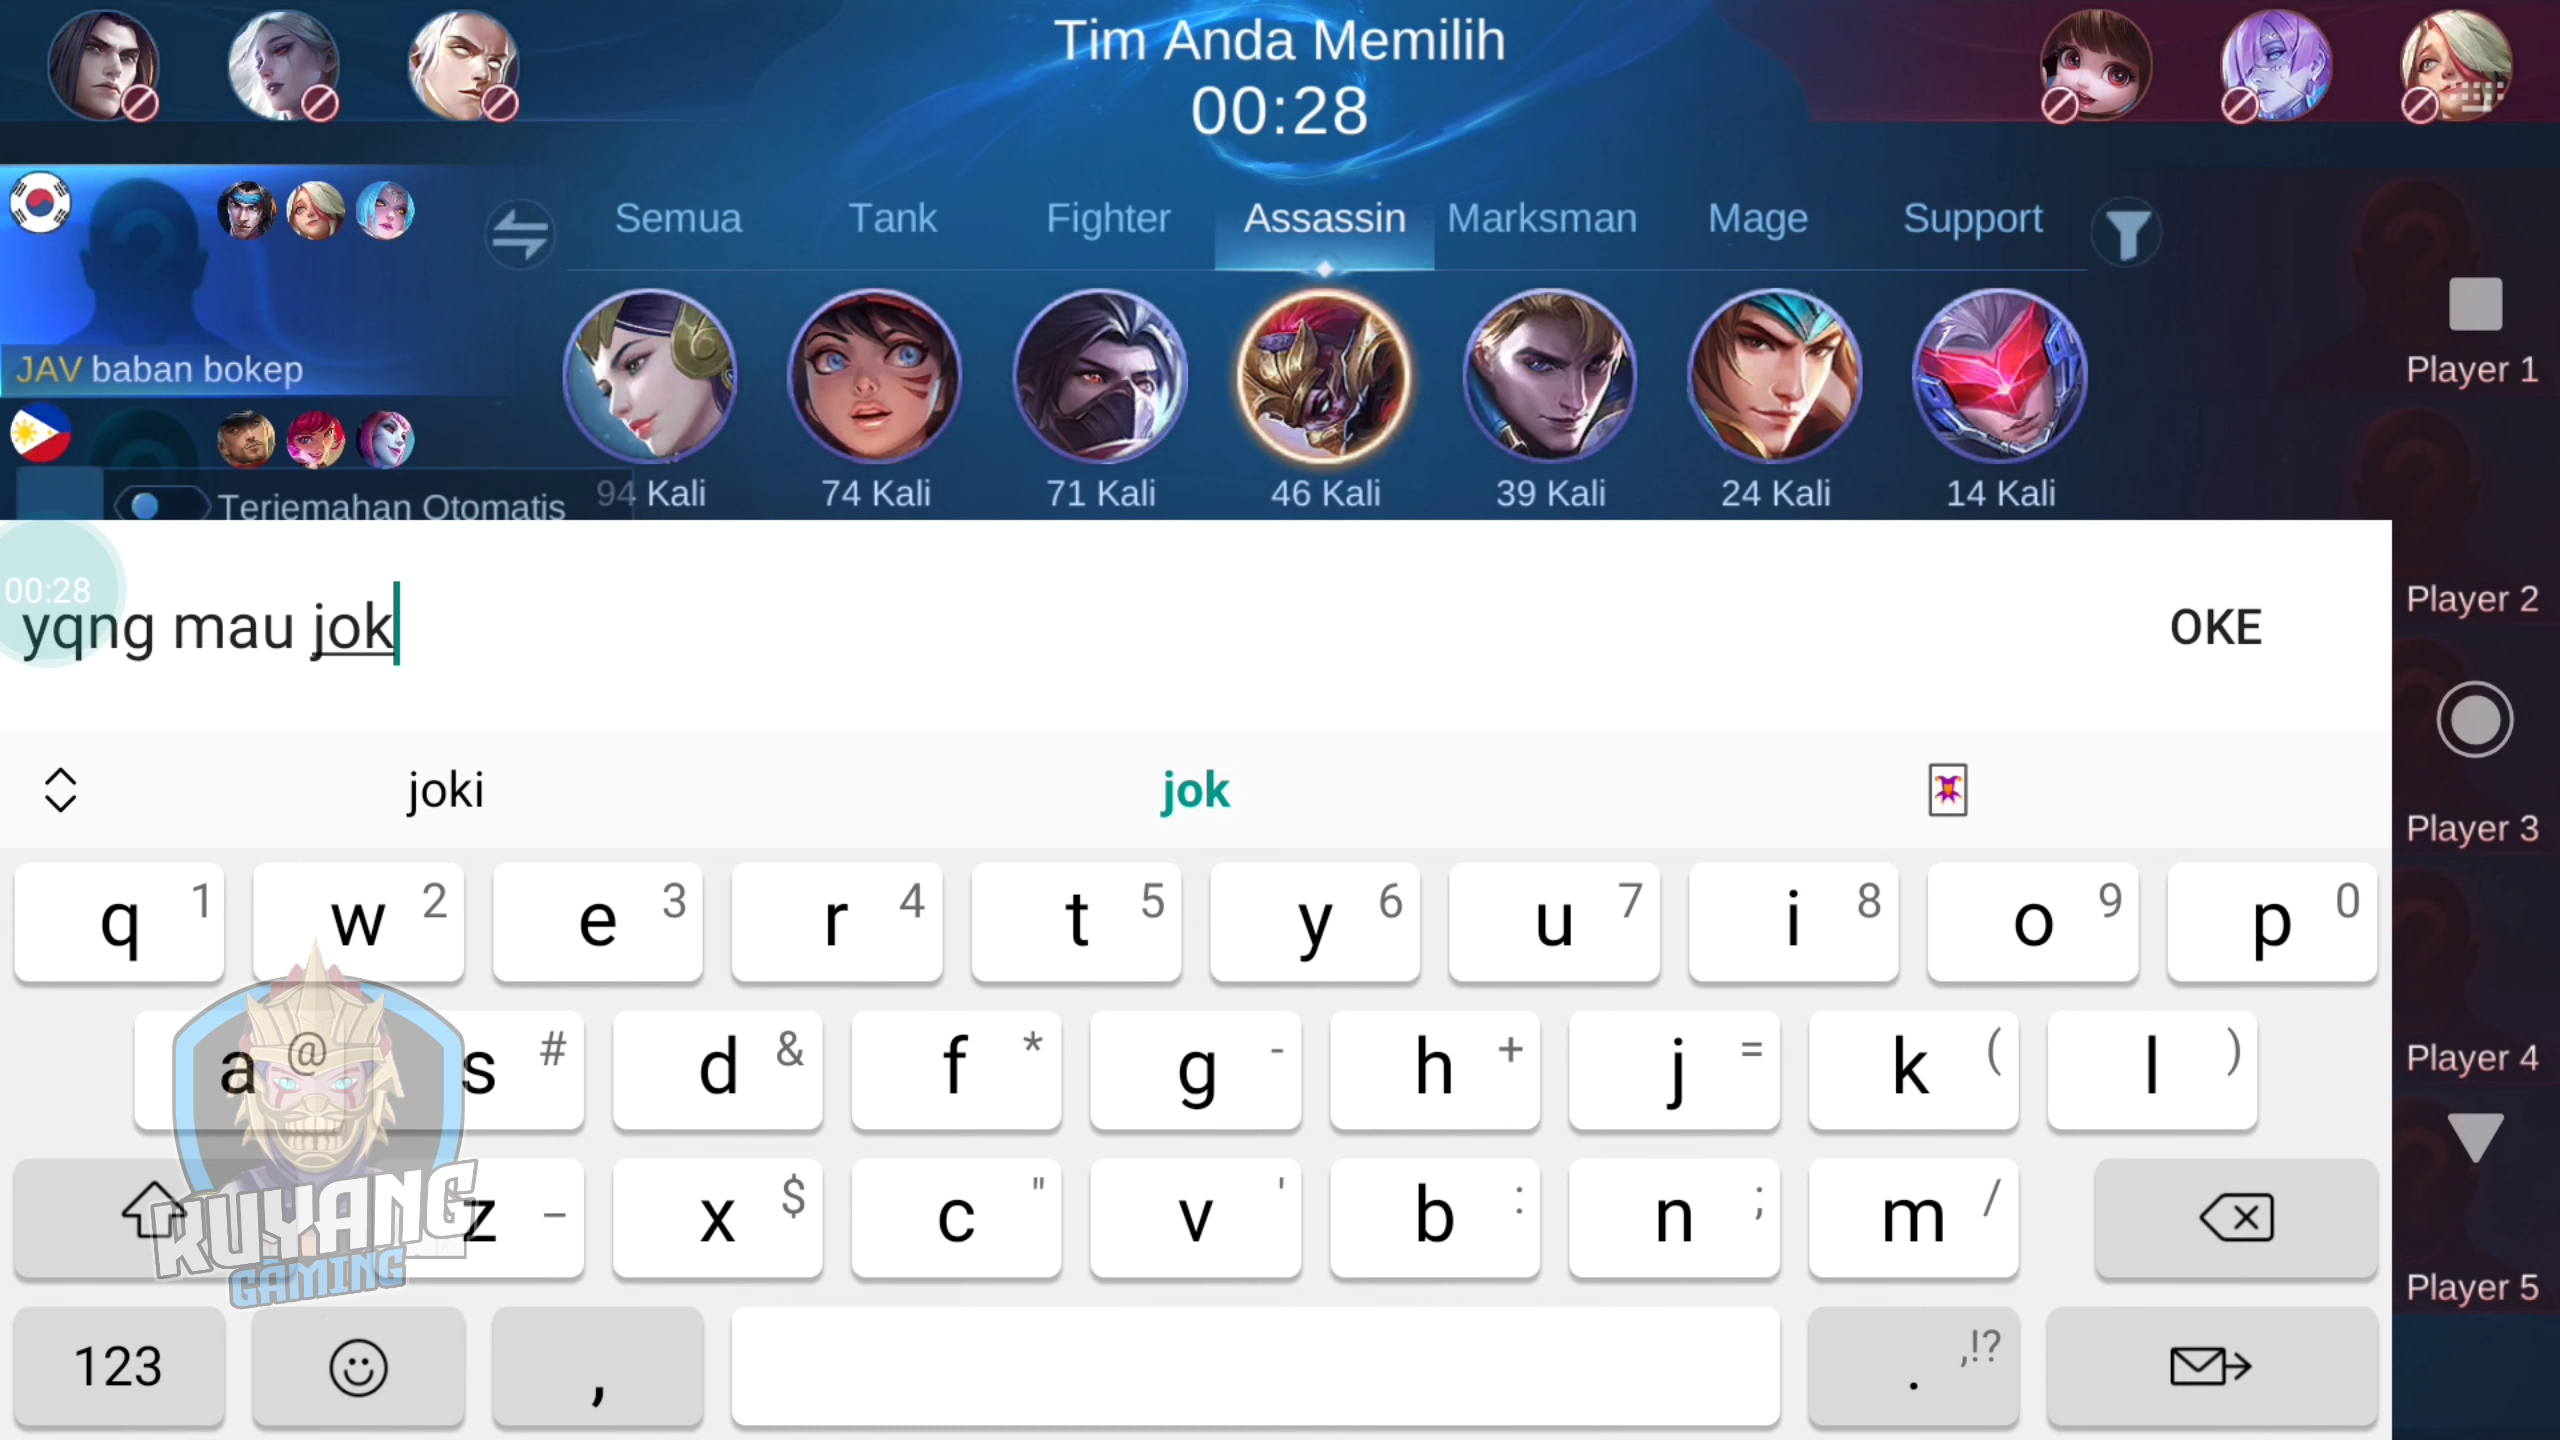 Tim Anda Memilih
00:28
Semua Tank Fighter Assassin Marksman Mage Support
JAV baban bokep
Player 1
94 Kali 74 Kali 71 Kali 46 Kali 39 Kali 24 Kali 14 Kali
Terjemahan Otomatis
00:28
yqng mau jok
OKE
Player 2
joki jok
Player 3
q 1 w 2 e 3 r 4 t 5 y 6 u 7 i 8 o 9 p 0
a @ s # d & f * g - h + j = k ( l )
Player 4
z _ x $ c " v ' b : n ; m /
KUYANG
GAMING
Player 5
123 , . ,!?